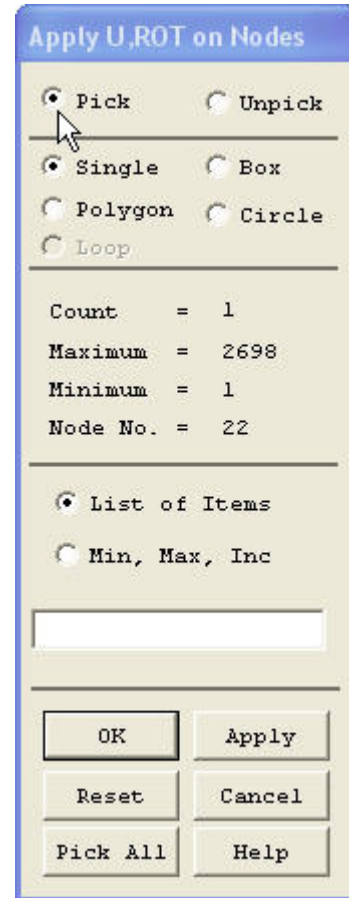 Apply U,ROT on Nodes
Pick Unpick
Single Box
Polygon Circle
Loop
Count = 1
Maximum = 2698
Minimum = 1
Node No. = 22
List of Items
Min, Max, Inc
OK Apply
Reset Cancel
Pick All Help